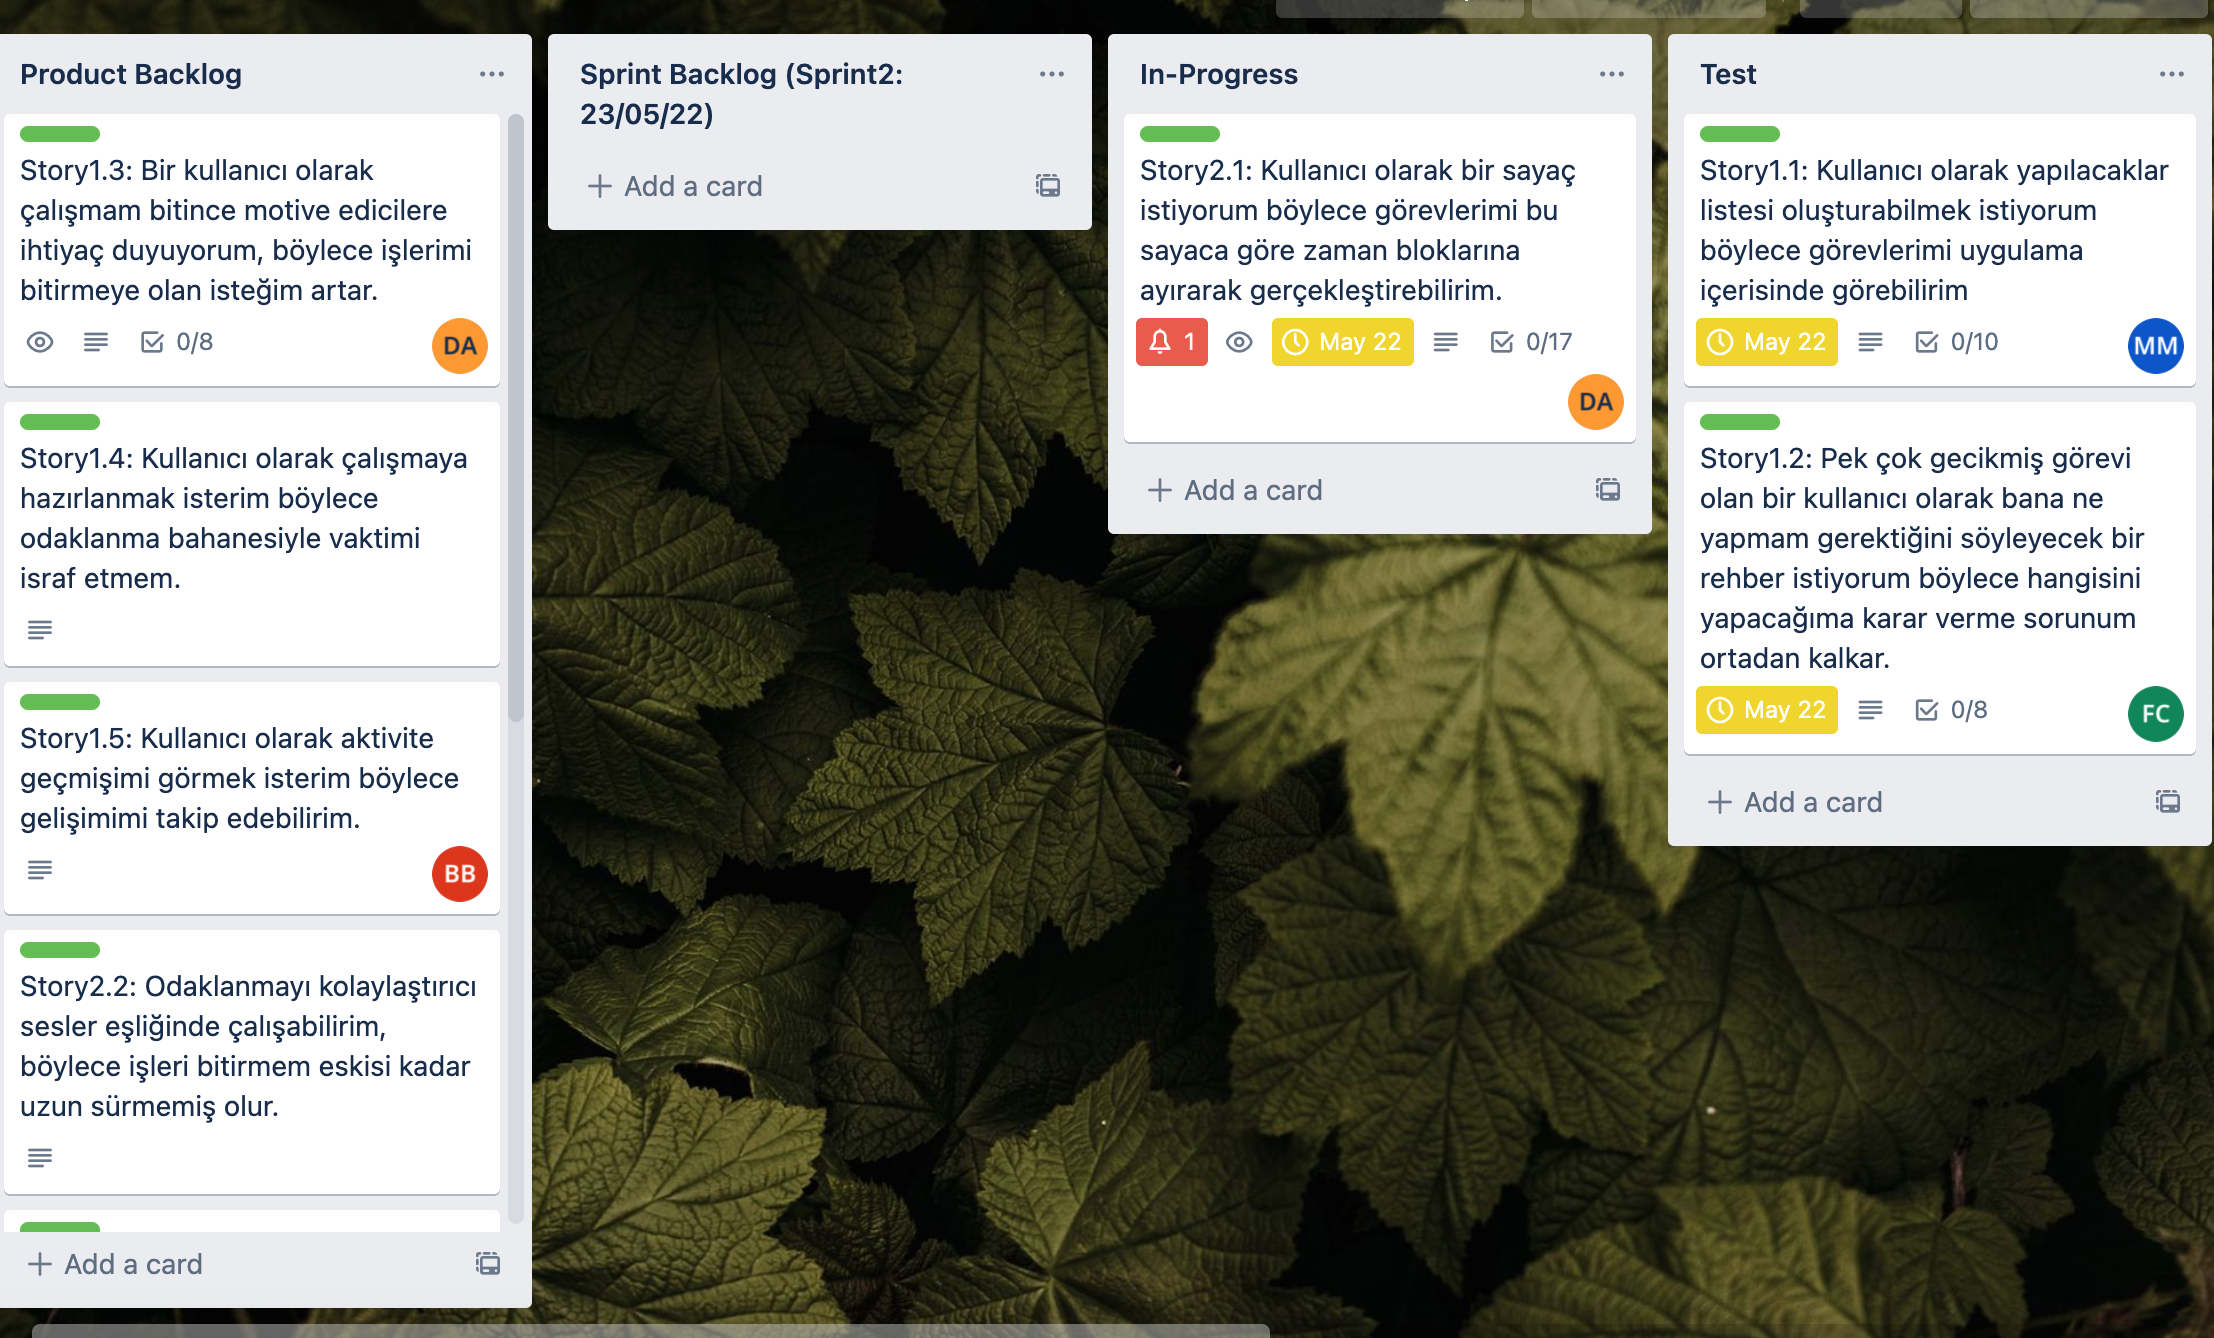 Product Backlog
Story1.3: Bir kullanıcı olarak
çalışmam bitince motive edicilere
ihtiyaç duyuyorum, böylece işlerimi
bitirmeye olan isteğim artar.
0/8
DA
Story1.4: Kullanıcı olarak çalışmaya
hazırlanmak isterim böylece
odaklanma bahanesiyle vaktimi
israf etmem.
Story1.5: Kullanıcı olarak aktivite
geçmişimi görmek isterim böylece
gelişimimi takip edebilirim.
BB
Story2.2: Odaklanmayı kolaylaştırıcı
sesler eşliğinde çalışabilirim,
böylece işleri bitirmem eskisi kadar
uzun sürmemiş olur.
Add a card
Sprint Backlog (Sprint2:
23/05/22)
Add a card
In-Progress
Story2.1: Kullanıcı olarak bir sayaç
istiyorum böylece görevlerimi bu
sayaca göre zaman bloklarına
ayırarak gerçekleştirebilirim.
1 May 22 0/17
DA
Add a card
Test
Story1.1: Kullanıcı olarak yapılacaklar
listesi oluşturabilmek istiyorum
böylece görevlerimi uygulama
içerisinde görebilirim
May 22 0/10
MM
Story1.2: Pek çok gecikmiş görevi
olan bir kullanıcı olarak bana ne
yapmam gerektiğini söyleyecek bir
rehber istiyorum böylece hangisini
yapacağıma karar verme sorunum
ortadan kalkar.
May 22 0/8
FC
Add a card